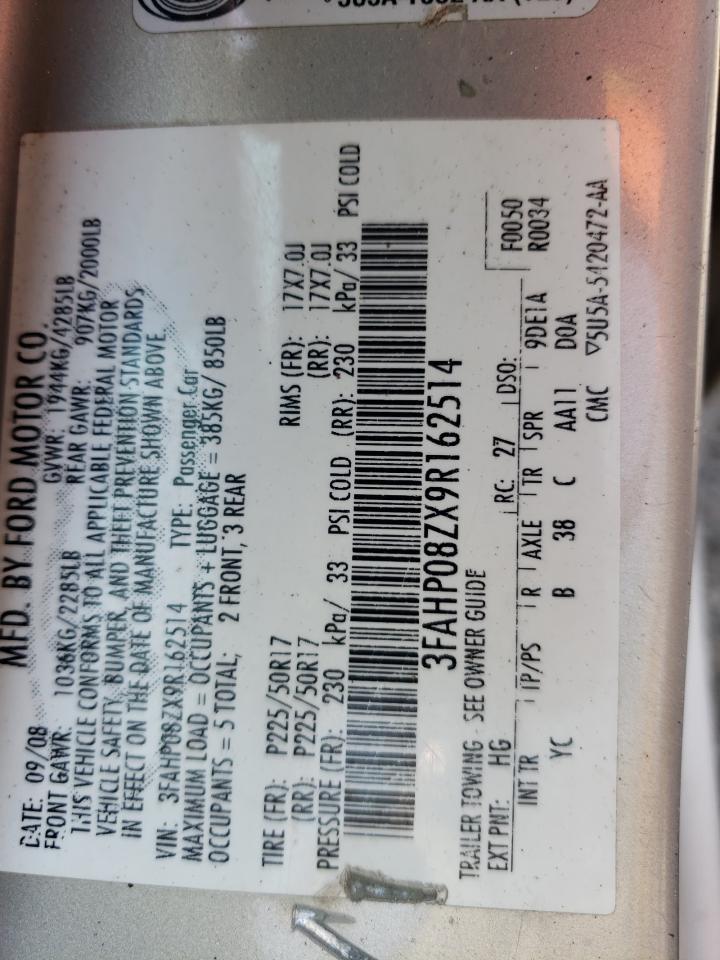 MFD. BY FORD MOTOR CO.
DATE: 09/08 GVWR: 1944KG/4285LB
FRONT GAWR: 1036KG/2285LB REAR GAWR: 907KG/2000LB
THIS VEHICLE CONFORMS TO ALL APPLICABLE FEDERAL MOTOR
VEHICLE SAFETY, BUMPER, AND THEFT PREVENTION STANDARDS
IN EFFECT ON THE DATE OF MANUFACTURE SHOWN ABOVE
VIN: 3FAHP08ZX9R162514 TYPE: Passenger Car
MAXIMUM LOAD = OCCUPANTS + LUGGAGE = 385KG/ 850LB
OCCUPANTS = 5 TOTAL; 2 FRONT, 3 REAR
TIRE (FR): P225/50R17 RIMS (FR): 17X7.0J
(RR): P225/50R17 (RR): 17X7.0J
PRESSURE (FR): 230 kPa/ 33 PSI COLD (RR): 230 kPa/ 33 PSI COLD
3FAHP08ZX9R162514
TRAILER TOWING - SEE OWNER GUIDE
EXT PNT: HG RC: 27 DSO: F0050
R0034
INT TR TP/PS R AXLE TR SPR 9DE1A
YC B 38 C AA11 D0A
CMC ▽5U5A-5420472-AA